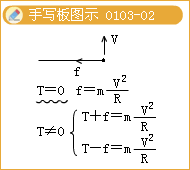 手写板图示 0103-02
V
f
T=0 f=m V²/R
T≠0 { T+f=m V²/R
T-f=m V²/R